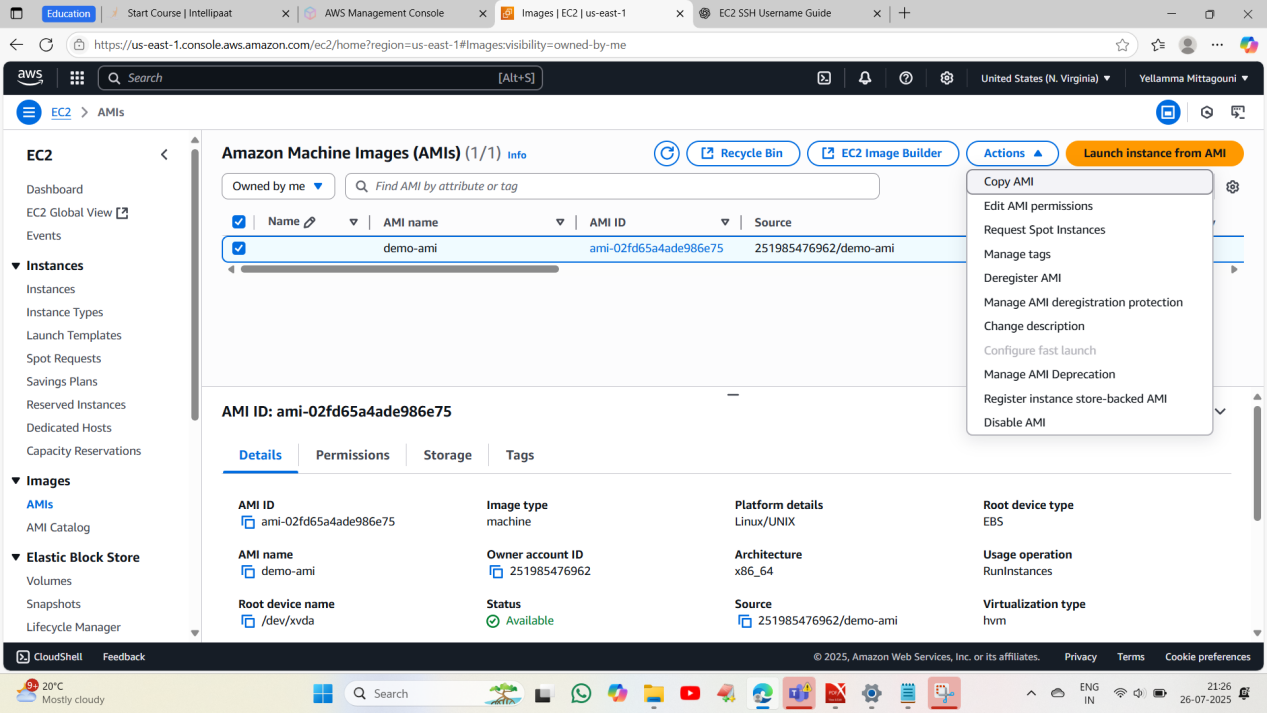 Education
Start Course | Intellipaat
AWS Management Console
Images | EC2 | us-east-1
EC2 SSH Username Guide
https://us-east-1.console.aws.amazon.com/ec2/home?region=us-east-1#Images:visibility=owned-by-me
aws
Search
[Alt+S]
United States (N. Virginia)
Yellamma Mittagouni
EC2
AMIs
EC2
Dashboard
EC2 Global View
Events
Instances
Instances
Instance Types
Launch Templates
Spot Requests
Savings Plans
Reserved Instances
Dedicated Hosts
Capacity Reservations
Images
AMIs
AMI Catalog
Elastic Block Store
Volumes
Snapshots
Lifecycle Manager
Amazon Machine Images (AMIs) (1/1) Info
Recycle Bin
EC2 Image Builder
Actions
Launch instance from AMI
Owned by me
Find AMI by attribute or tag
Name
AMI name
AMI ID
Source
demo-ami
ami-02fd65a4ade986e75
251985476962/demo-ami
Copy AMI
Edit AMI permissions
Request Spot Instances
Manage tags
Deregister AMI
Manage AMI deregistration protection
Change description
Configure fast launch
Manage AMI Deprecation
Register instance store-backed AMI
Disable AMI
AMI ID: ami-02fd65a4ade986e75
Details
Permissions
Storage
Tags
AMI ID
ami-02fd65a4ade986e75
Image type
machine
Platform details
Linux/UNIX
Root device type
EBS
AMI name
demo-ami
Owner account ID
251985476962
Architecture
x86_64
Usage operation
RunInstances
Root device name
/dev/xvda
Status
Available
Source
251985476962/demo-ami
Virtualization type
hvm
CloudShell
Feedback
© 2025, Amazon Web Services, Inc. or its affiliates.
Privacy
Terms
Cookie preferences
9+
20°C
Mostly cloudy
Search
ENG
IN
21:26
26-07-2025